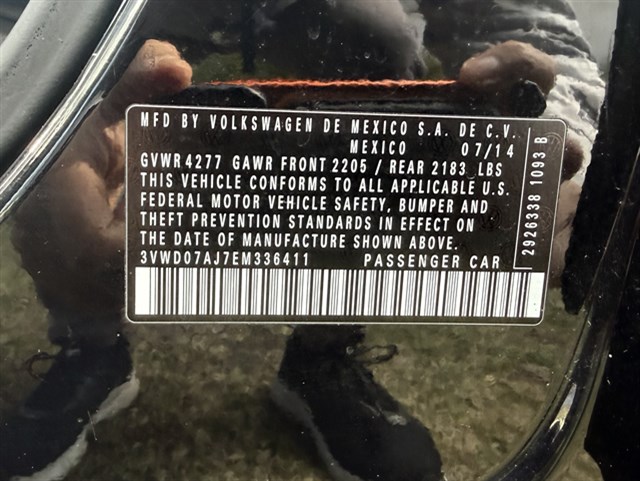 MFD BY VOLKSWAGEN DE MEXICO S.A. DE C.V.
MEXICO 07/14
GVWR 4277 GAWR FRONT 2205 / REAR 2183 LBS
THIS VEHICLE CONFORMS TO ALL APPLICABLE U.S.
FEDERAL MOTOR VEHICLE SAFETY, BUMPER AND
THEFT PREVENTION STANDARDS IN EFFECT ON
THE DATE OF MANUFACTURE SHOWN ABOVE.
3VWD07AJ7EM336411 PASSENGER CAR
2926338 1093 B